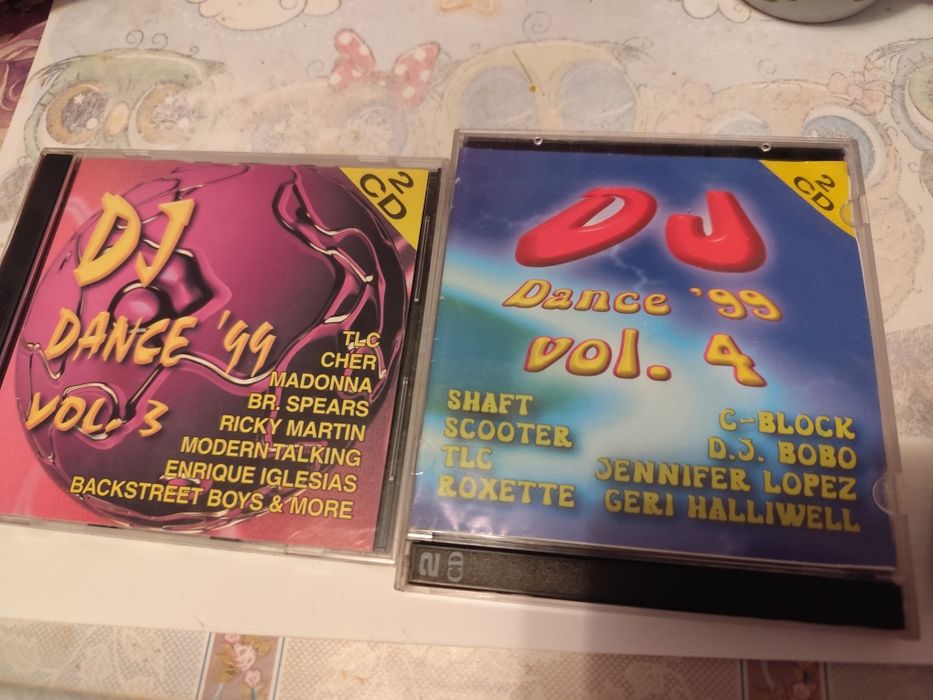 2
CD
DJ
DANCE '99
VOL. 3
TLC
CHER
MADONNA
BR. SPEARS
RICKY MARTIN
MODERN TALKING
ENRIQUE IGLESIAS
BACKSTREET BOYS & MORE
2
CD
DJ
Dance '99
vol. 4
SHAFT
SCOOTER
TLC
ROXETTE
C-BLOCK
D.J. BOBO
JENNIFER LOPEZ
GERI HALLIWELL
2
CD